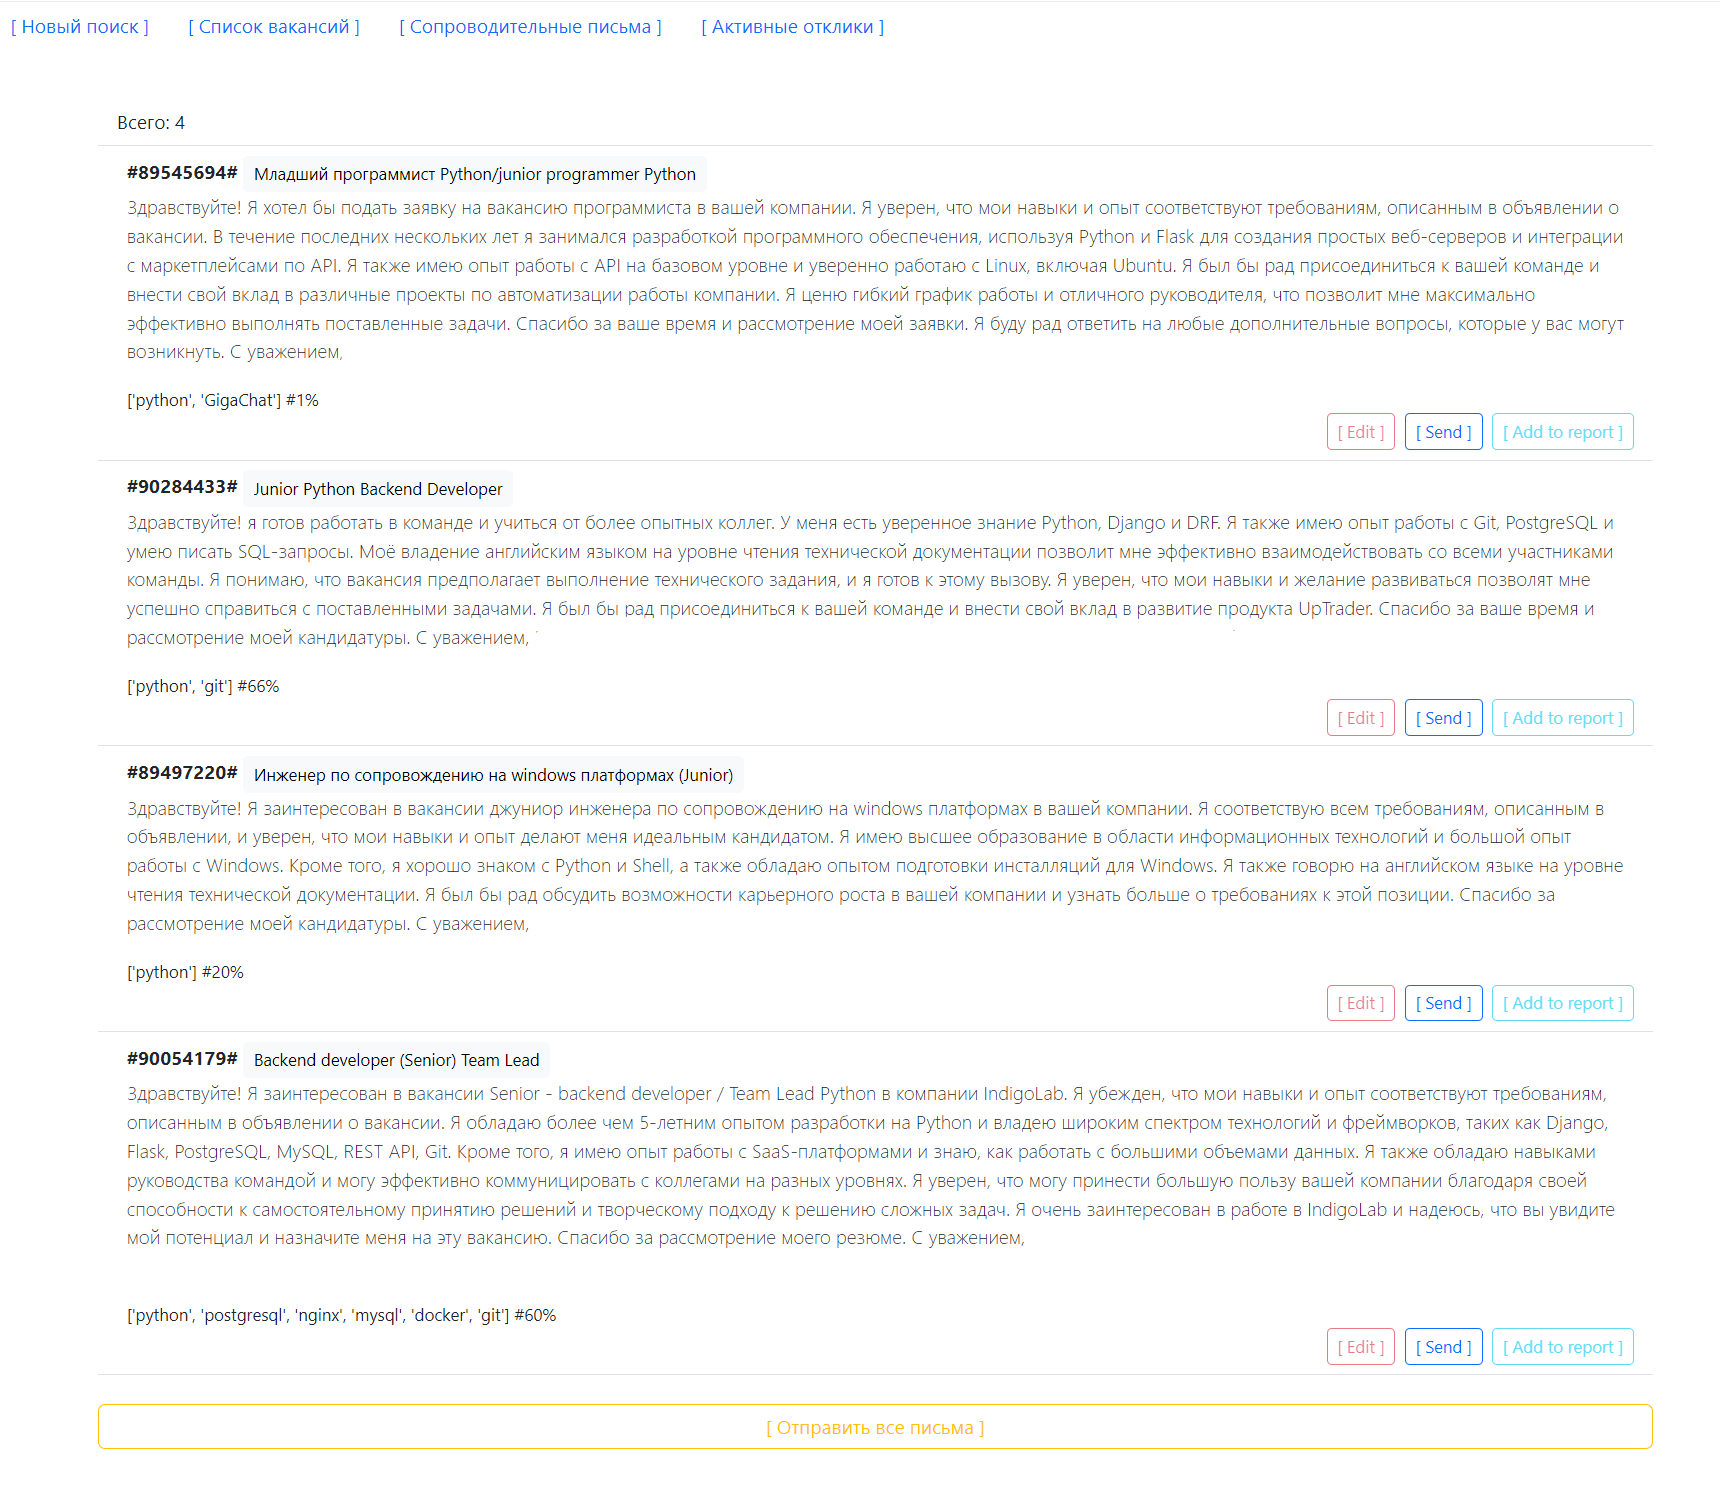 [ Новый поиск ] [ Список вакансий ] [ Сопроводительные письма ] [ Активные отклики ]
Всего: 4
#89545694# Младший программист Python/junior programmer Python
Здравствуйте! Я хотел бы подать заявку на вакансию программиста в вашей компании. Я уверен, что мои навыки и опыт соответствуют требованиям, описанным в объявлении о
вакансии. В течение последних нескольких лет я занимался разработкой программного обеспечения, используя Python и Flask для создания простых веб-серверов и интеграции
с маркетплейсами по API. Я также имею опыт работы с API на базовом уровне и уверенно работаю с Linux, включая Ubuntu. Я был бы рад присоединиться к вашей команде и
внести свой вклад в различные проекты по автоматизации работы компании. Я ценю гибкий график работы и отличного руководителя, что позволит мне максимально
эффективно выполнять поставленные задачи. Спасибо за ваше время и рассмотрение моей заявки. Я буду рад ответить на любые дополнительные вопросы, которые у вас могут
возникнуть. С уважением,
['python', 'GigaChat'] #1%
[ Edit ] [ Send ] [ Add to report ]
#90284433# Junior Python Backend Developer
Здравствуйте! я готов работать в команде и учиться от более опытных коллег. У меня есть уверенное знание Python, Django и DRF. Я также имею опыт работы с Git, PostgreSQL и
умею писать SQL-запросы. Моё владение английским языком на уровне чтения технической документации позволит мне эффективно взаимодействовать со всеми участниками
команды. Я понимаю, что вакансия предполагает выполнение технического задания, и я готов к этому вызову. Я уверен, что мои навыки и желание развиваться позволят мне
успешно справиться с поставленными задачами. Я был бы рад присоединиться к вашей команде и внести свой вклад в развитие продукта UpTrader. Спасибо за ваше время и
рассмотрение моей кандидатуры. С уважением,
['python', 'git'] #66%
[ Edit ] [ Send ] [ Add to report ]
#89497220# Инженер по сопровождению на windows платформах (Junior)
Здравствуйте! Я заинтересован в вакансии джуниор инженера по сопровождению на windows платформах в вашей компании. Я соответствую всем требованиям, описанным в
объявлении, и уверен, что мои навыки и опыт делают меня идеальным кандидатом. Я имею высшее образование в области информационных технологий и большой опыт
работы с Windows. Кроме того, я хорошо знаком с Python и Shell, а также обладаю опытом подготовки инсталляций для Windows. Я также говорю на английском языке на уровне
чтения технической документации. Я был бы рад обсудить возможности карьерного роста в вашей компании и узнать больше о требованиях к этой позиции. Спасибо за
рассмотрение моей кандидатуры. С уважением,
['python'] #20%
[ Edit ] [ Send ] [ Add to report ]
#90054179# Backend developer (Senior) Team Lead
Здравствуйте! Я заинтересован в вакансии Senior - backend developer / Team Lead Python в компании IndigoLab. Я убежден, что мои навыки и опыт соответствуют требованиям,
описанным в объявлении о вакансии. Я обладаю более чем 5-летним опытом разработки на Python и владею широким спектром технологий и фреймворков, таких как Django,
Flask, PostgreSQL, MySQL, REST API, Git. Кроме того, я имею опыт работы с SaaS-платформами и знаю, как работать с большими объемами данных. Я также обладаю навыками
руководства командой и могу эффективно коммуницировать с коллегами на разных уровнях. Я уверен, что могу принести большую пользу вашей компании благодаря своей
способности к самостоятельному принятию решений и творческому подходу к решению сложных задач. Я очень заинтересован в работе в IndigoLab и надеюсь, что вы увидите
мой потенциал и назначите меня на эту вакансию. Спасибо за рассмотрение моего резюме. С уважением,
['python', 'postgresql', 'nginx', 'mysql', 'docker', 'git'] #60%
[ Edit ] [ Send ] [ Add to report ]
[ Отправить все письма ]